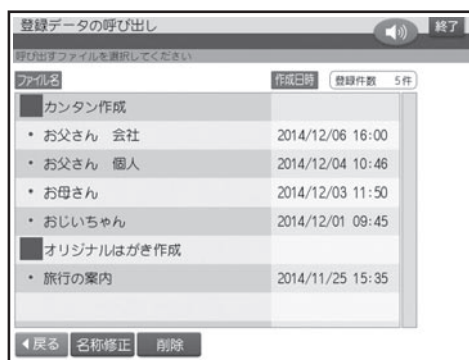 登録データの呼び出し
終了
呼び出すファイルを選択してください
ファイル名 作成日時 登録件数 5件
カンタン作成
・お父さん 会社 2014/12/06 16:00
・お父さん 個人 2014/12/04 10:46
・お母さん 2014/12/03 11:50
・おじいちゃん 2014/12/01 09:45
オリジナルはがき作成
・旅行の案内 2014/11/25 15:35
戻る 名称修正 削除